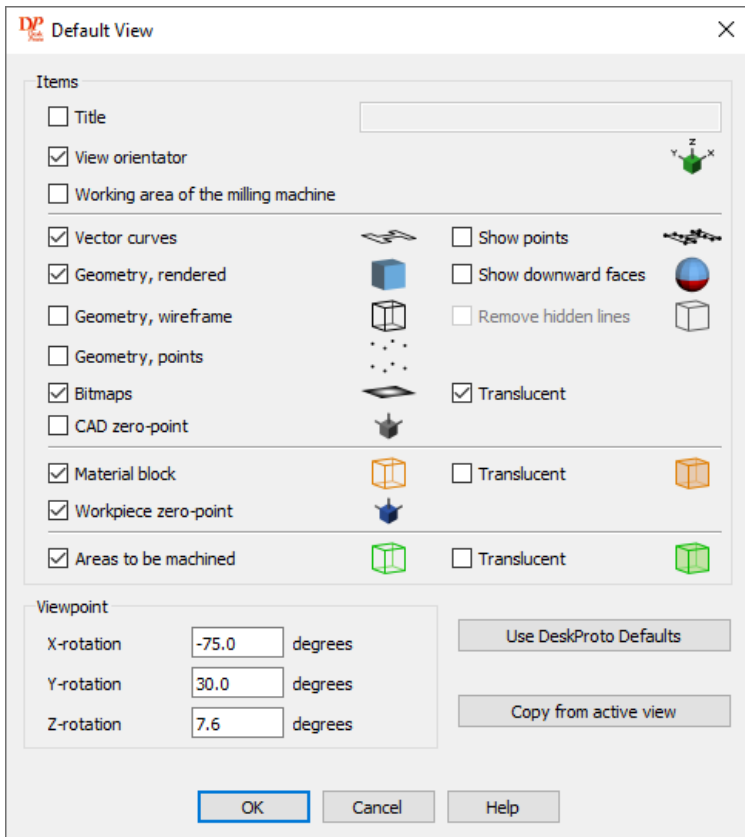 DP Default View
Items
Title
View orientator
Z
Y X
Working area of the milling machine
Vector curves Show points
Geometry, rendered Show downward faces
Geometry, wireframe Remove hidden lines
Geometry, points
Bitmaps Translucent
CAD zero-point
Material block Translucent
Workpiece zero-point
Areas to be machined Translucent
Viewpoint
X-rotation -75.0 degrees
Use DeskProto Defaults
Y-rotation 30.0 degrees
Copy from active view
Z-rotation 7.6 degrees
OK Cancel Help